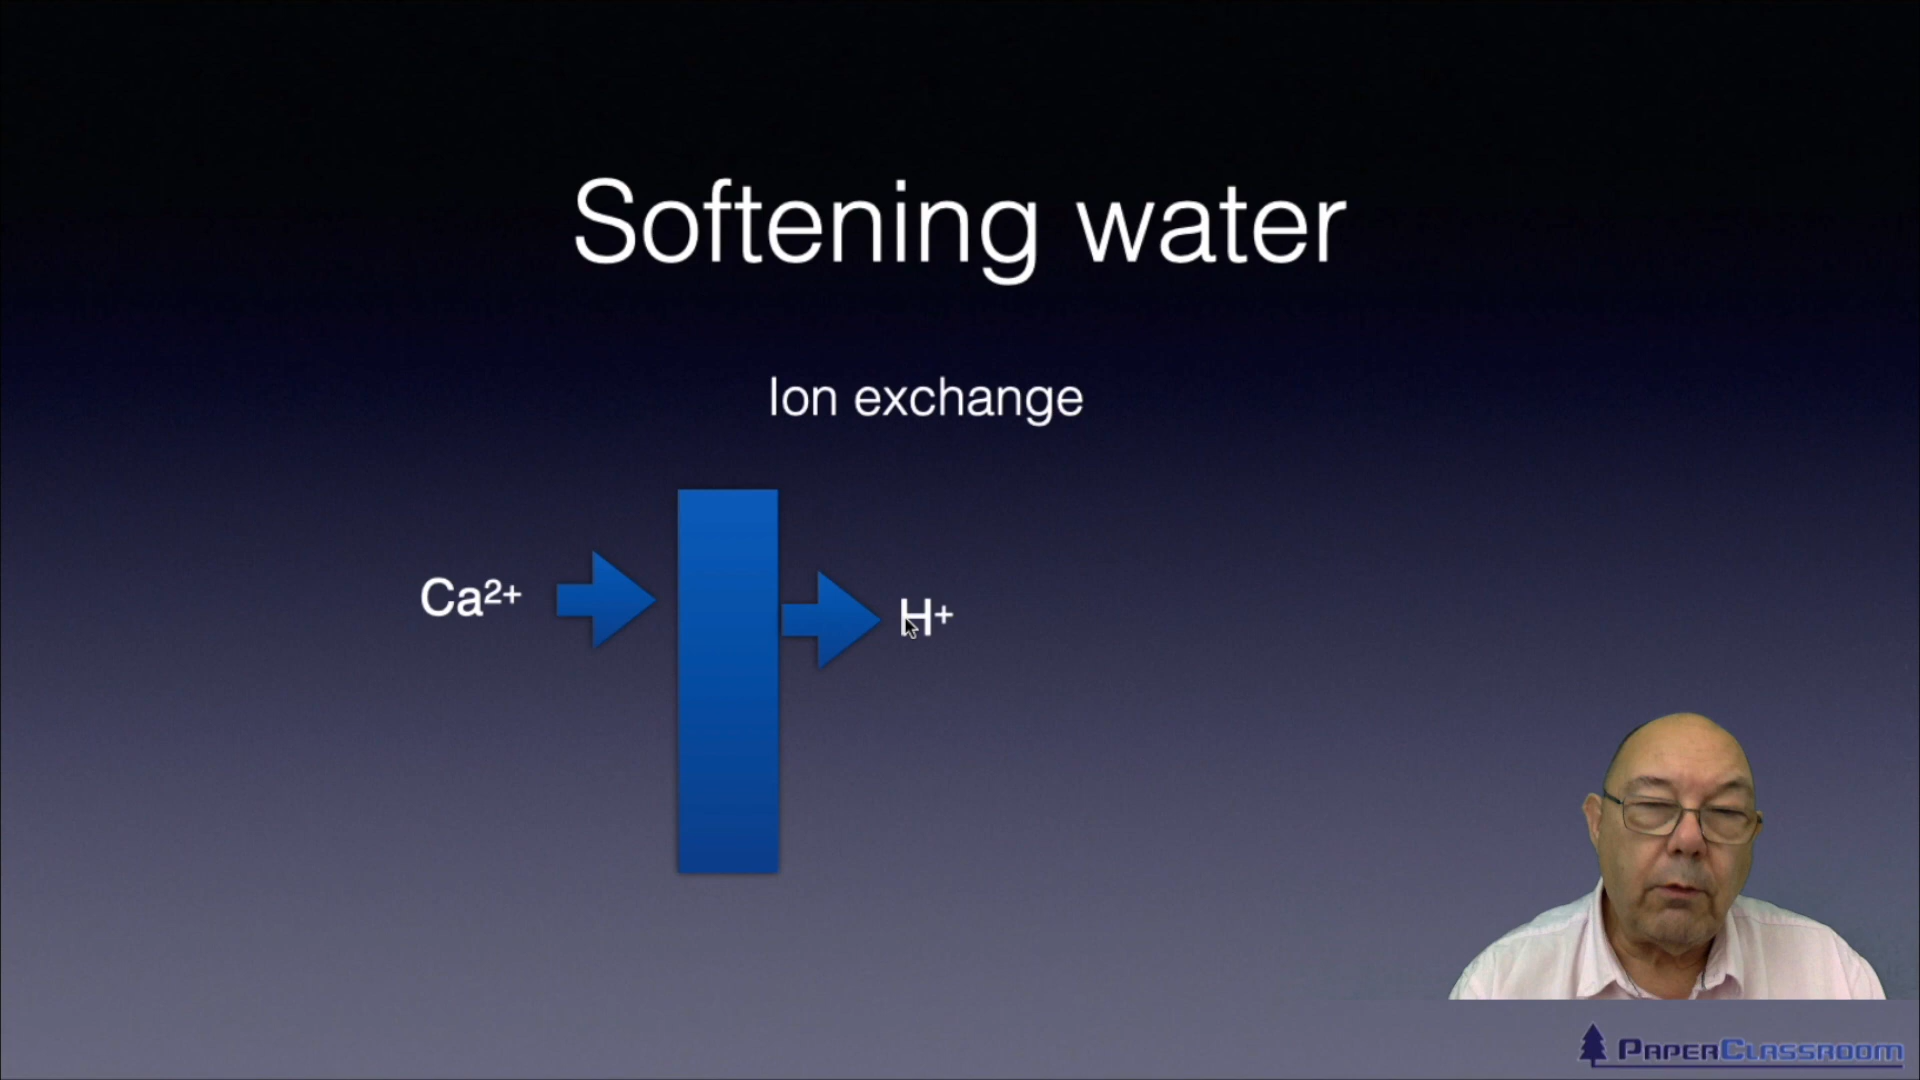 Softening water
Ion exchange
Ca²⁺
H⁺
PaperClassroom